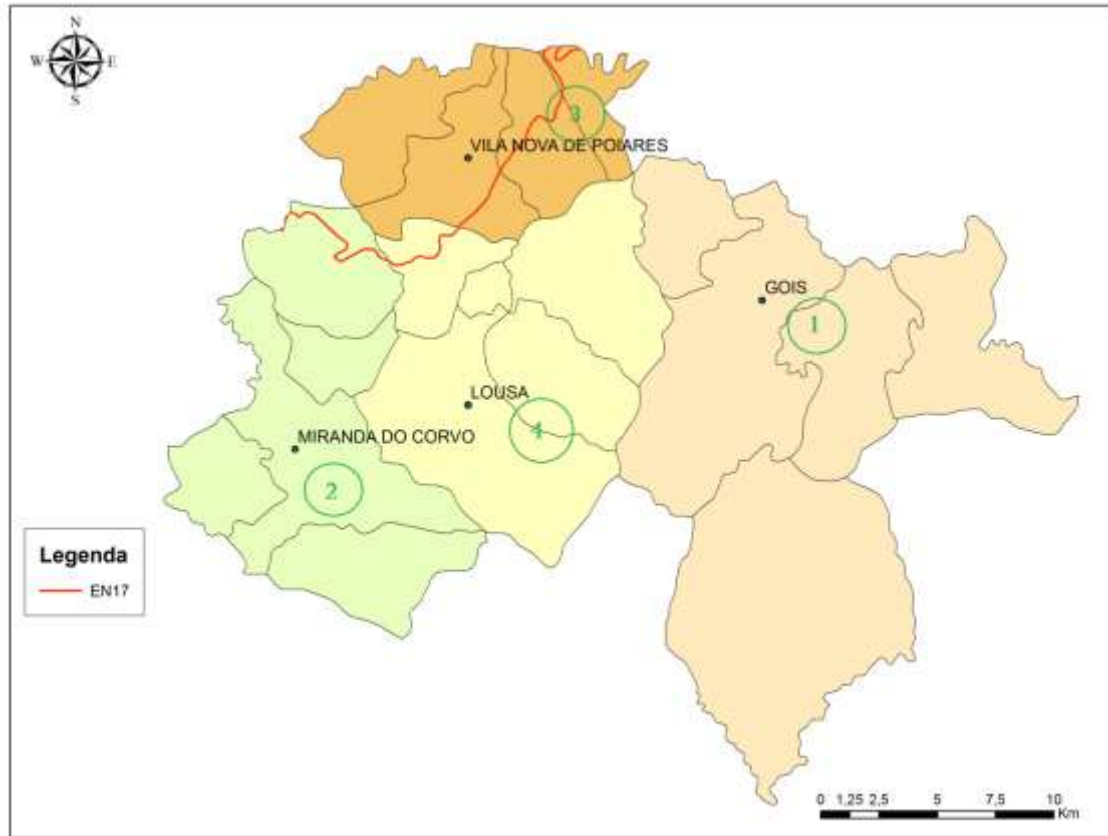 N
W E
S
3
VILA NOVA DE POIARES
GOIS
1
LOUSA
4
MIRANDA DO CORVO
2
Legenda
EN17
0 1,25 2,5 5 7,5 10
Km